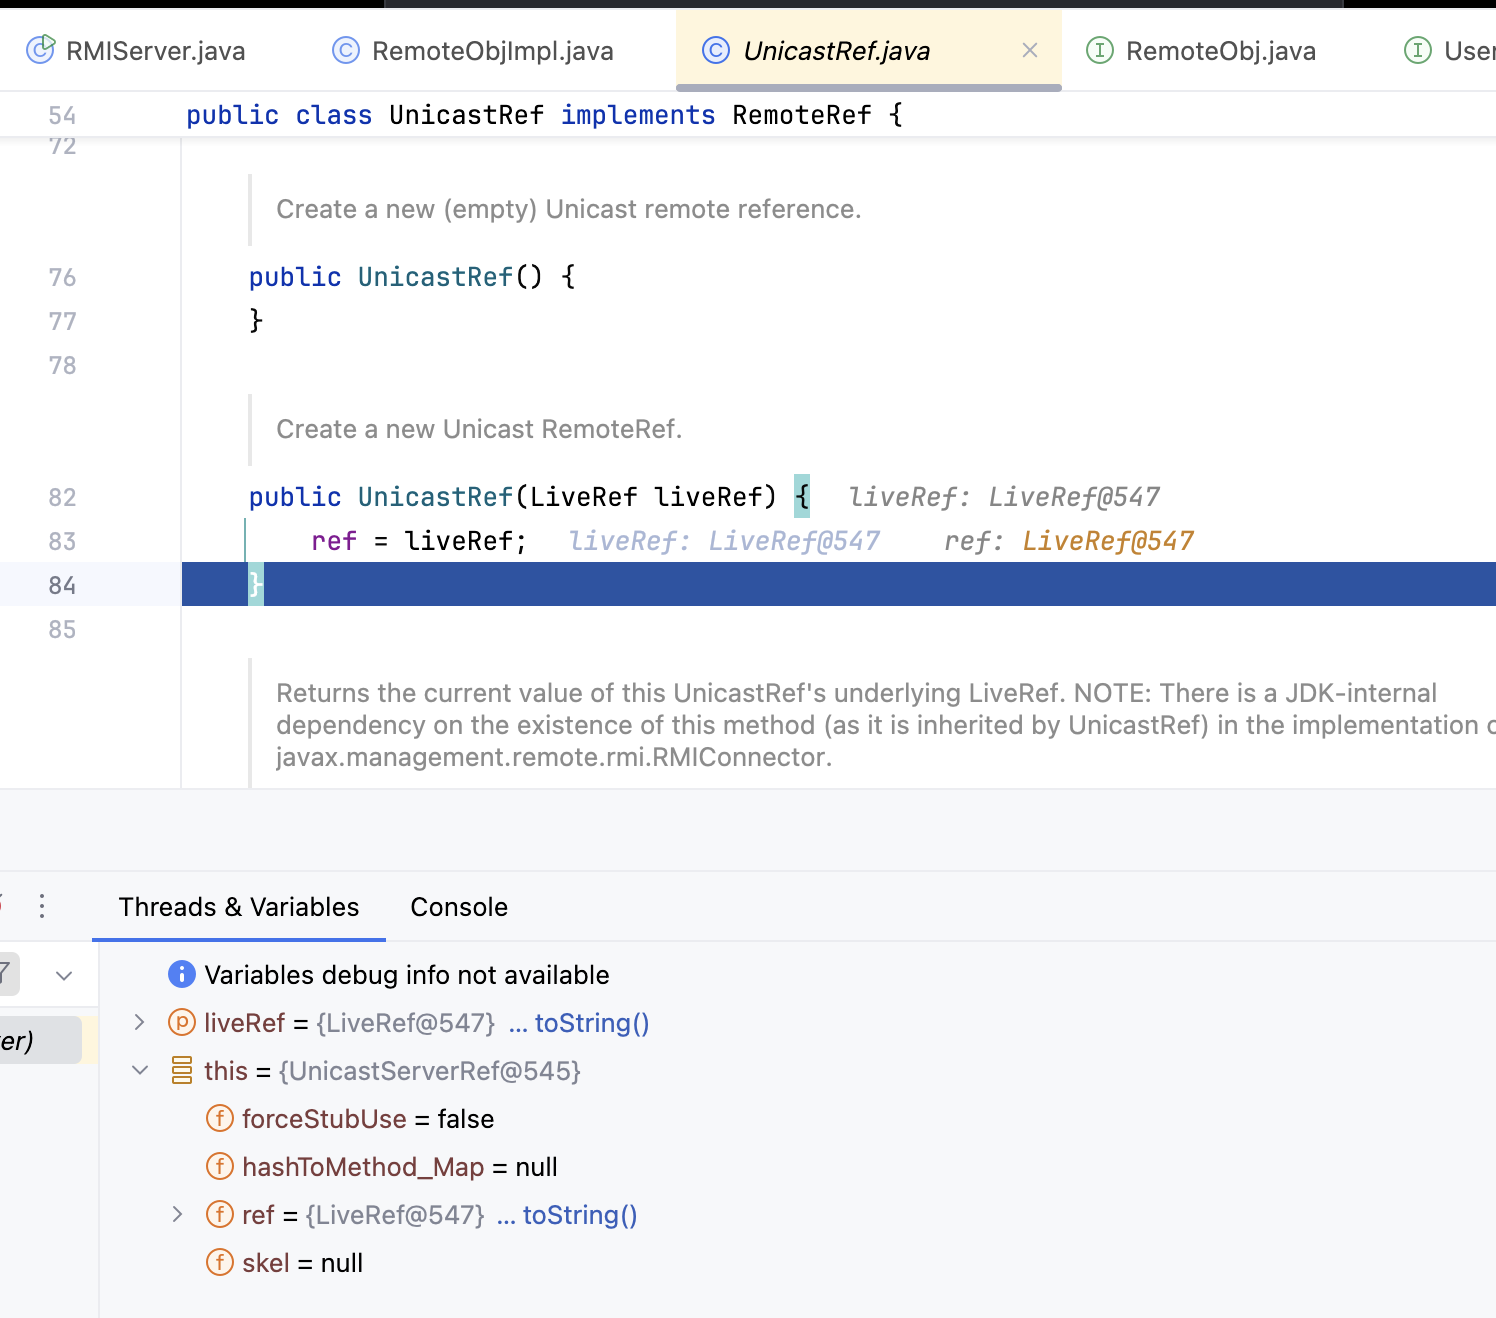 RMIServer.java RemoteObjImpl.java UnicastRef.java RemoteObj.java User
54 public class UnicastRef implements RemoteRef {
72
Create a new (empty) Unicast remote reference.
76 public UnicastRef() {
77 }
78
Create a new Unicast RemoteRef.
82 public UnicastRef(LiveRef liveRef) { liveRef: LiveRef@547
83 ref = liveRef; liveRef: LiveRef@547 ref: LiveRef@547
84 }
85
Returns the current value of this UnicastRef's underlying LiveRef. NOTE: There is a JDK-internal
dependency on the existence of this method (as it is inherited by UnicastRef) in the implementation
javax.management.remote.rmi.RMIConnector.
Threads & Variables Console
Variables debug info not available
liveRef = {LiveRef@547} ... toString()
er)
this = {UnicastServerRef@545}
forceStubUse = false
hashToMethod_Map = null
ref = {LiveRef@547} ... toString()
skel = null